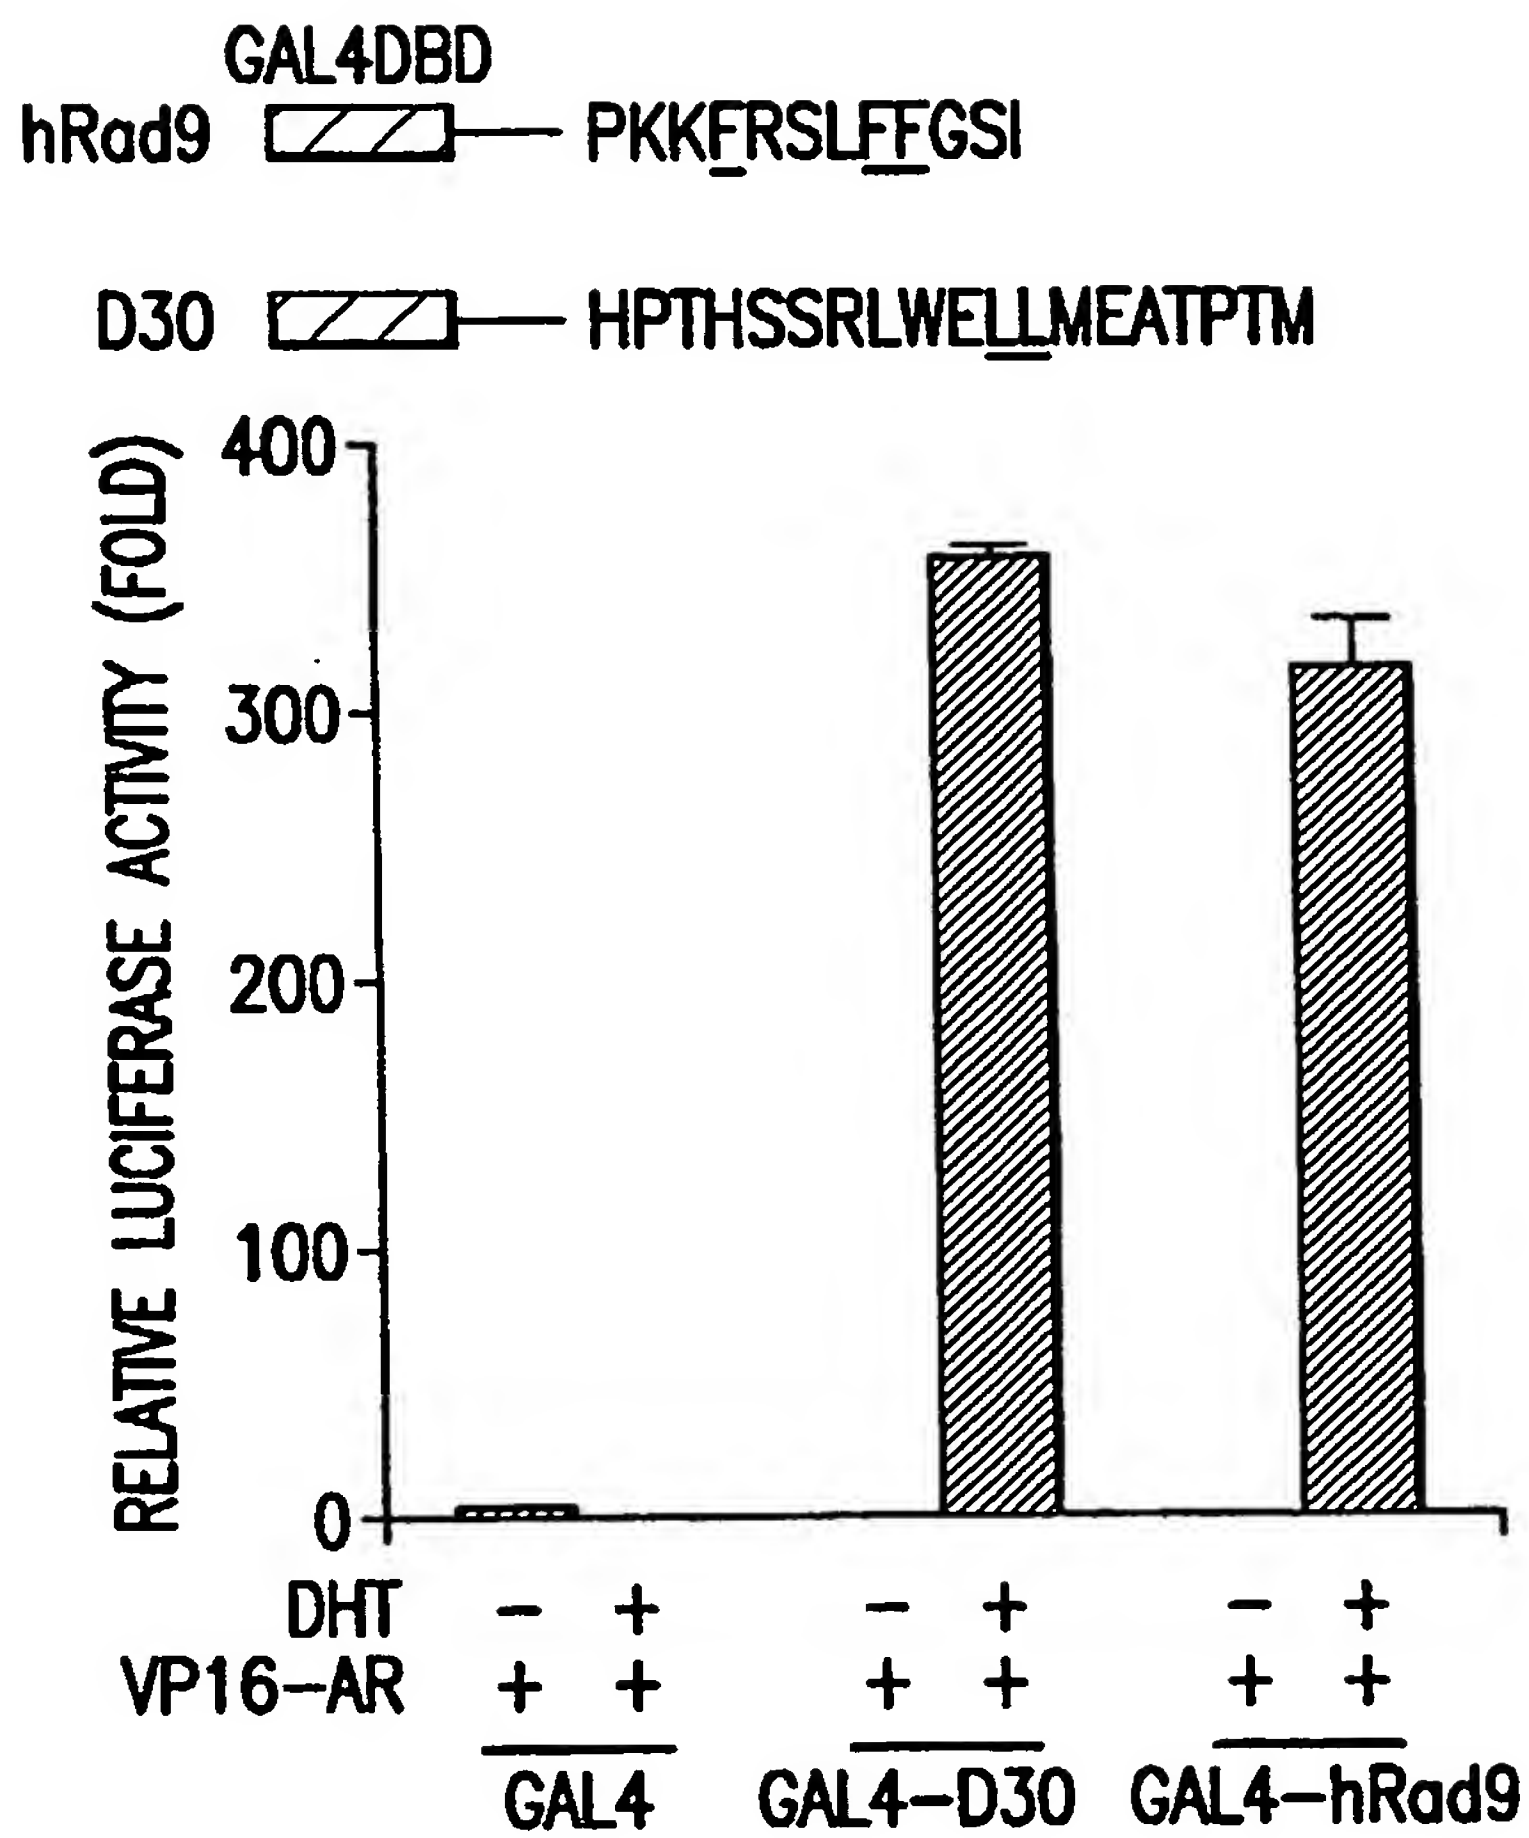 GAL4DBD
hRad9 PKKFRSLFFGSI
D30 HPTHSSRLWELLMEATPTM
RELATIVE LUCIFERASE ACTIVITY (FOLD)
400
300
200
100
0
DHT - + - + - +
VP16-AR + + + + + +
GAL4 GAL4-D30 GAL4-hRad9